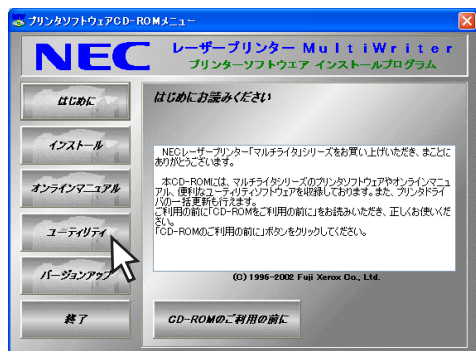 プリンタソフトウェアCD-ROMメニュー
NEC
レーザープリンター MultiWriter
プリンターソフトウエア インストールプログラム
はじめに
インストール
オンラインマニュアル
ユーティリティ
バージョンアップ
終了
はじめにお読みください
NECレーザープリンター「マルチライタ」シリーズをお買い上げいただき、まことに
ありがとうございます。
本CD-ROMには、マルチライタシリーズのプリンタソフトウェアやオンラインマニュ
アル、便利なユーティリティソフトウェアを収録しております。また、プリンタドライ
バの一括更新も行えます。
ご利用の前に「CD-ROMをご利用の前に」をお読みいただき、正しくお使いくだ
さい。
「CD-ROMのご利用の前に」ボタンをクリックしてください。
(C) 1996-2002 Fuji Xerox Co., Ltd.
CD-ROMのご利用の前に